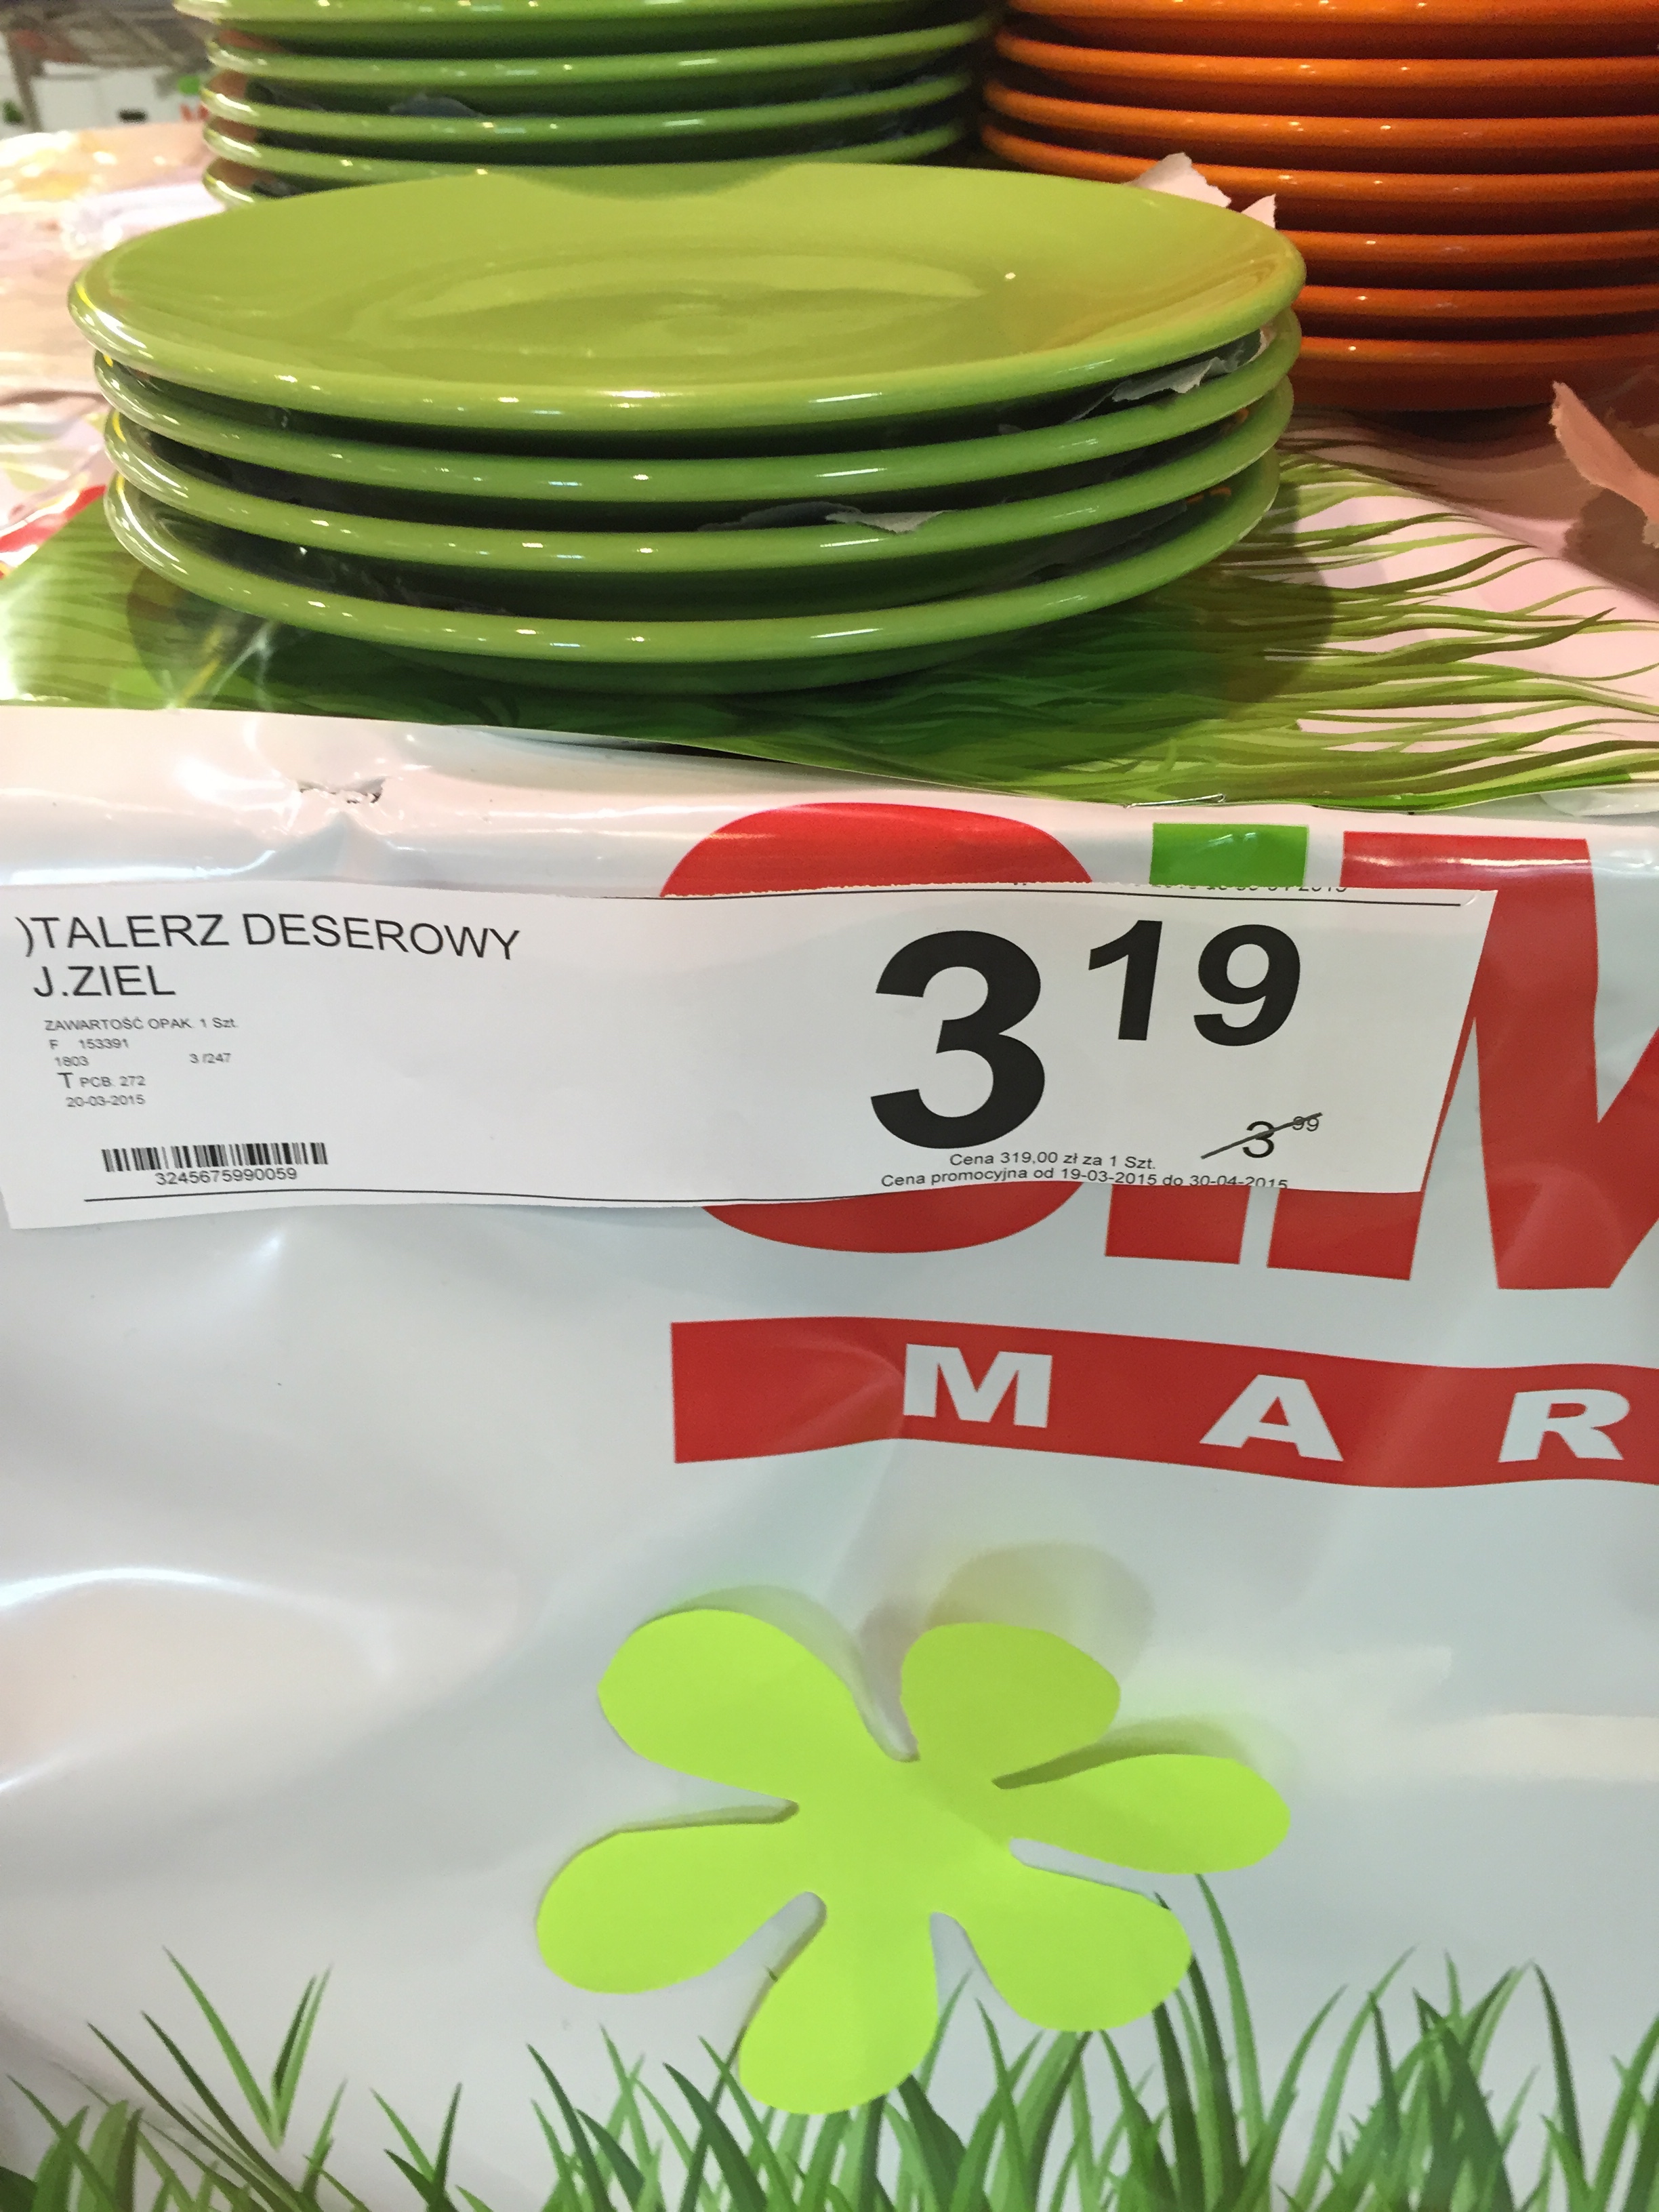 )TALERZ DESEROWY
J.ZIEL
ZAWARTOŚĆ OPAK. 1 Szt.
F 153391
1803 3 /247
T PCB. 272
20-03-2015
3245675990059
3 19
3 99
Cena 319,00 zł za 1 Szt.
Cena promocyjna od 19-03-2015 do 30-04-2015
MAR